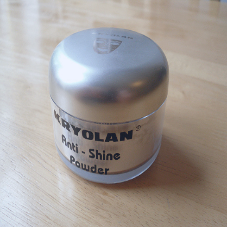 KRYOLAN®
Anti - Shine
Powder